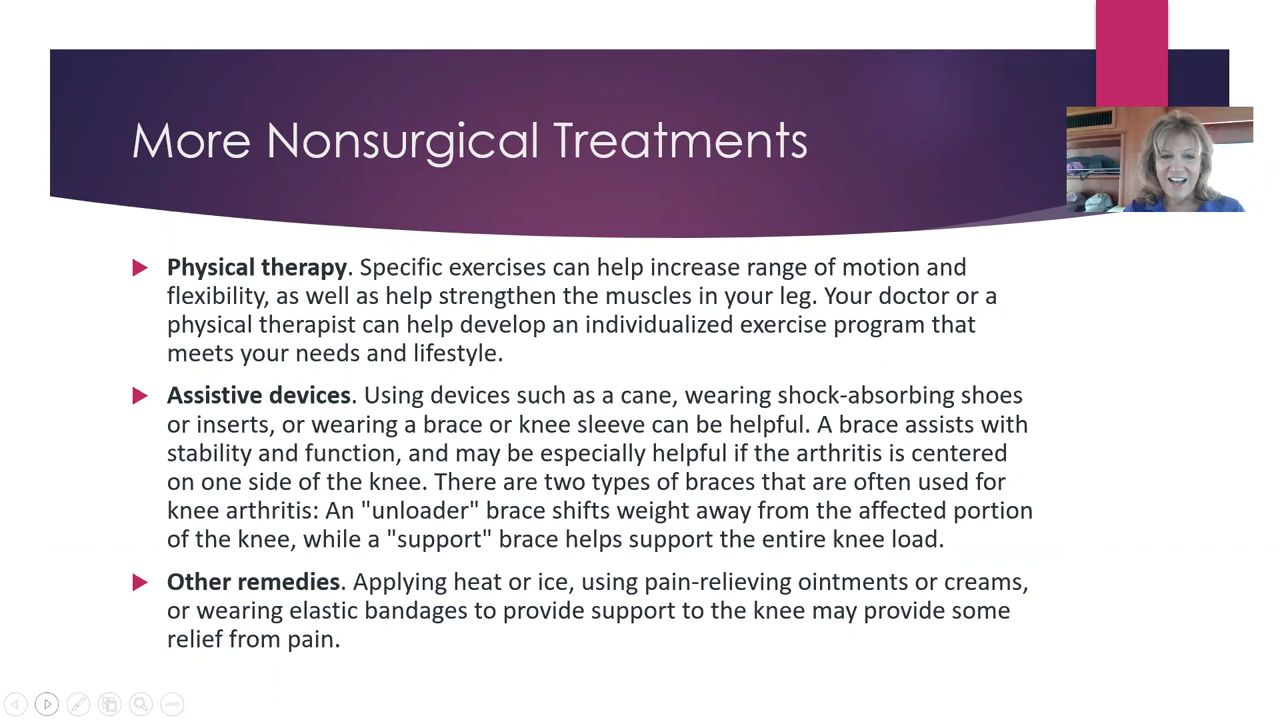 More Nonsurgical Treatments
Physical therapy. Specific exercises can help increase range of motion and
flexibility, as well as help strengthen the muscles in your leg. Your doctor or a
physical therapist can help develop an individualized exercise program that
meets your needs and lifestyle.
Assistive devices. Using devices such as a cane, wearing shock-absorbing shoes
or inserts, or wearing a brace or knee sleeve can be helpful. A brace assists with
stability and function, and may be especially helpful if the arthritis is centered
on one side of the knee. There are two types of braces that are often used for
knee arthritis: An "unloader" brace shifts weight away from the affected portion
of the knee, while a "support" brace helps support the entire knee load.
Other remedies. Applying heat or ice, using pain-relieving ointments or creams,
or wearing elastic bandages to provide support to the knee may provide some
relief from pain.